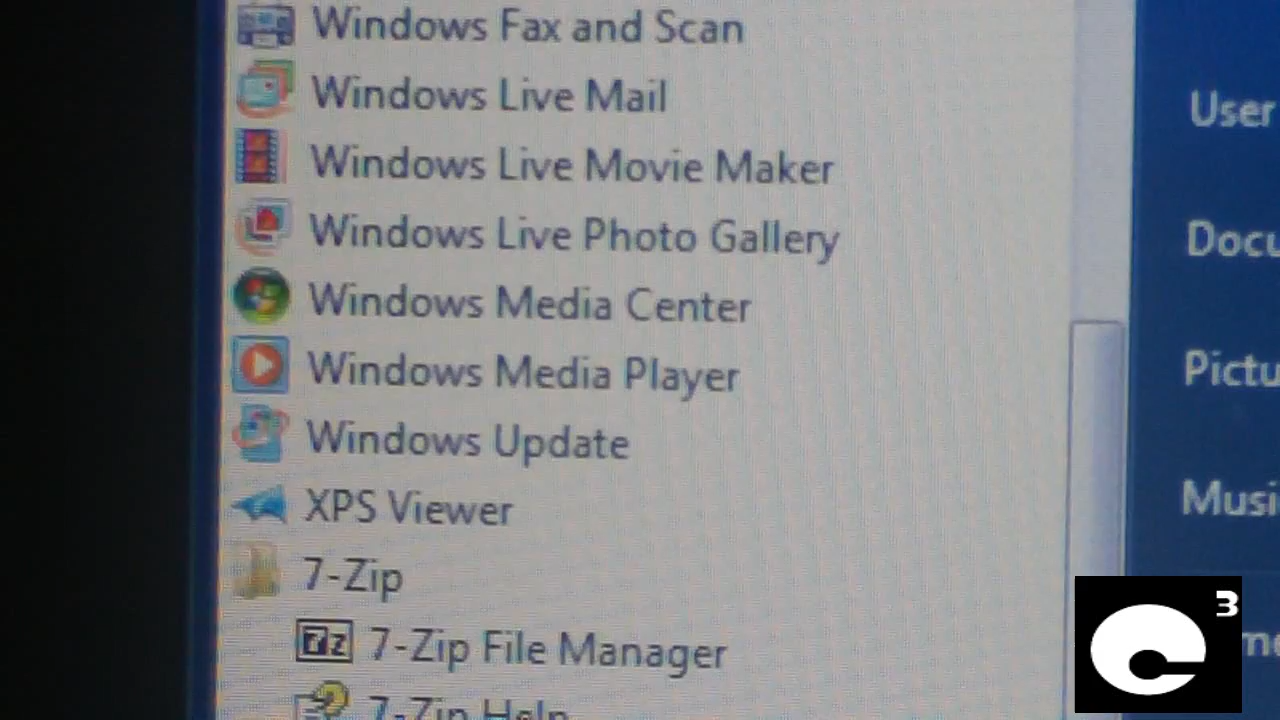 Windows Fax and Scan
Windows Live Mail
Windows Live Movie Maker
Windows Live Photo Gallery
Windows Media Center
Windows Media Player
Windows Update
XPS Viewer
7-Zip
7z 7-Zip File Manager
7-Zip Help
User
Docu
Pictu
Musi
e 3